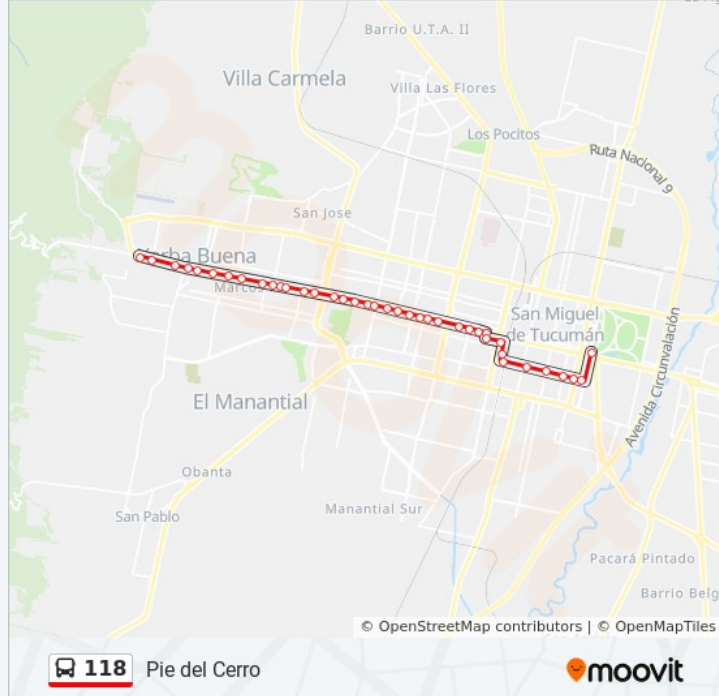 Barrio U.T.A. II
Villa Carmela
Villa Las Flores
Los Pocitos
Ruta Nacional 9
San Jose
Yerba Buena
Marcos
San Miguel
de Tucumán
Avenida Circunvalación
El Manantial
Obanta
San Pablo
Manantial Sur
Pacará Pintado
Barrio Belg
© OpenStreetMap contributors | © OpenMapTiles
118 Pie del Cerro
moovit